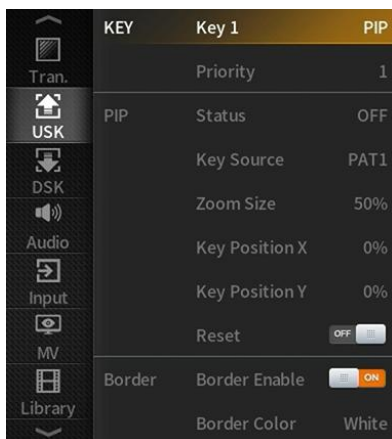 Tran.
USK
DSK
Audio
Input
MV
Library
KEY Key 1 PIP
Priority 1
PIP Status OFF
Key Source PAT1
Zoom Size 50%
Key Position X 0%
Key Position Y 0%
Reset OFF
Border Border Enable ON
Border Color White